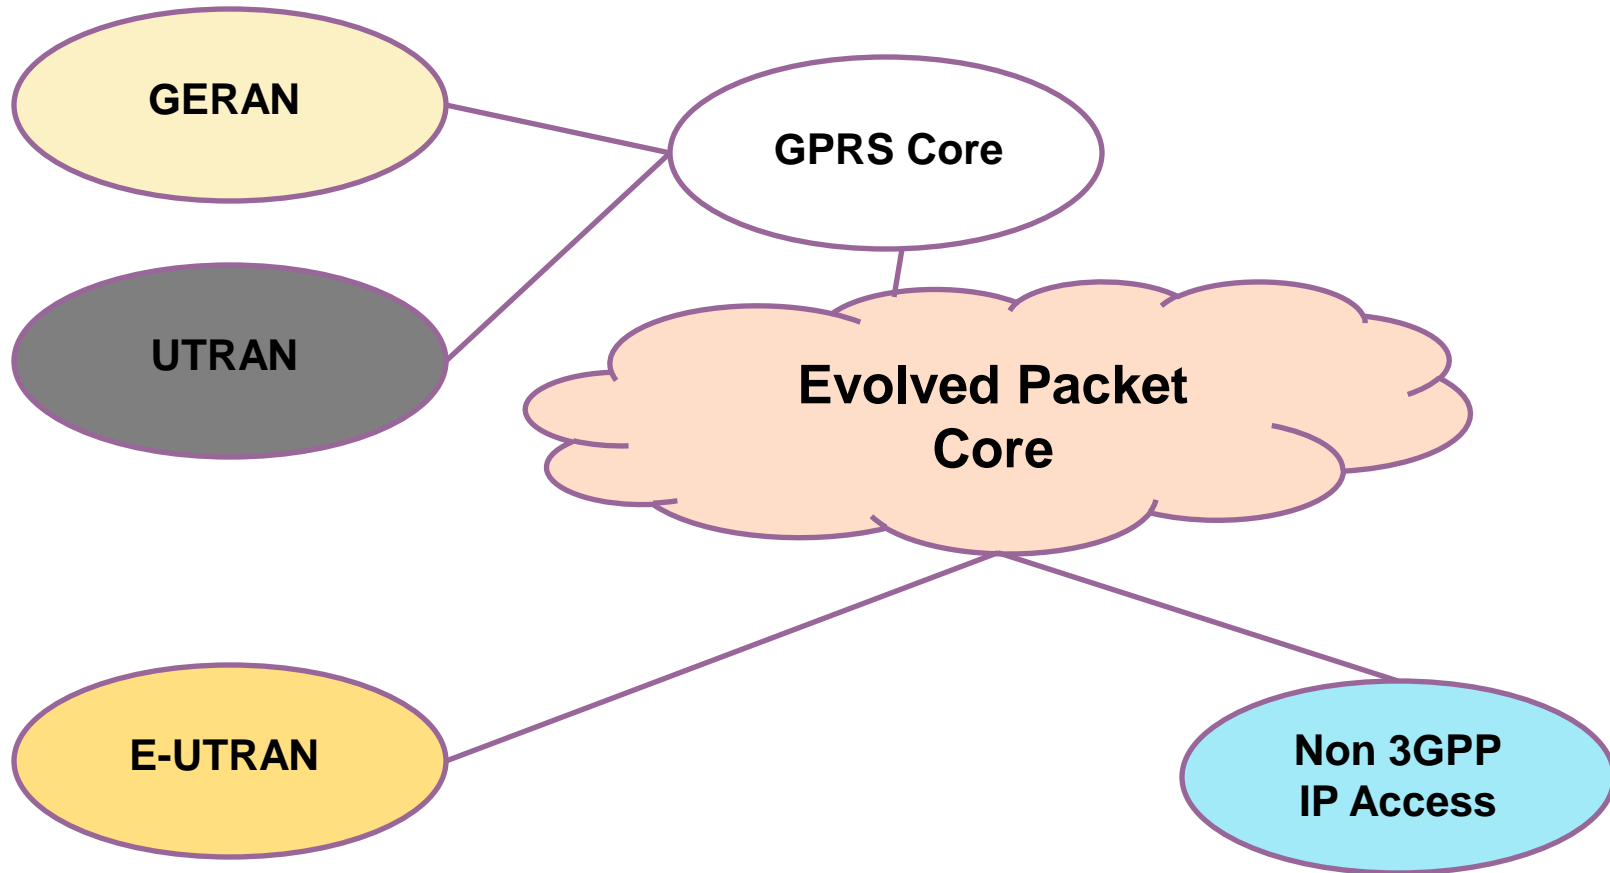 GERAN
GPRS Core
UTRAN
Evolved Packet
Core
E-UTRAN
Non 3GPP
IP Access